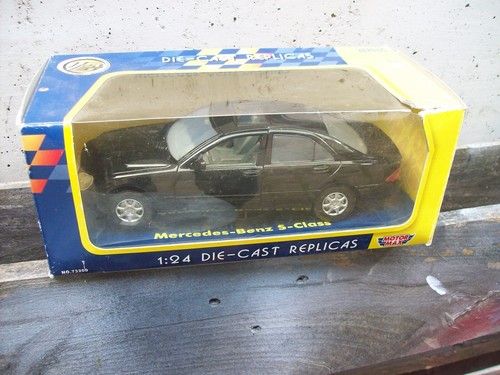 DIE-CAST REPLICAS
Mercedes-Benz S-Class
1:24 DIE-CAST REPLICAS
MOTOR
MAX